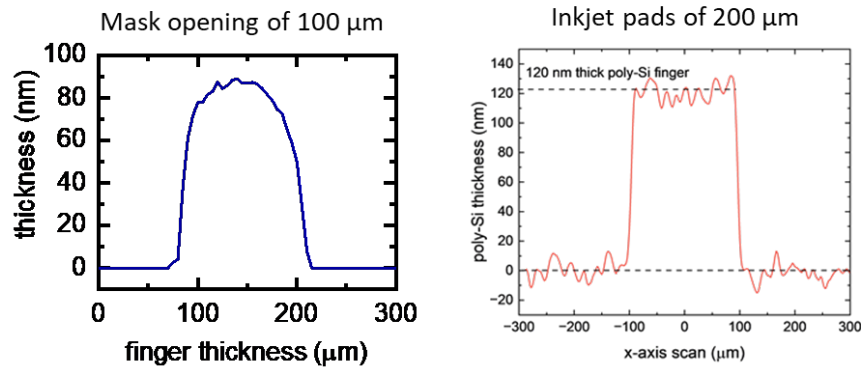 Mask opening of 100 µm
100
80
60
40
20
0
thickness (nm)
0 100 200 300
finger thickness (µm)
Inkjet pads of 200 µm
140
120
100
80
60
40
20
0
−20
poly-Si thickness (nm)
120 nm thick poly-Si finger
−300 −200 −100 0 100 200 300
x-axis scan (µm)